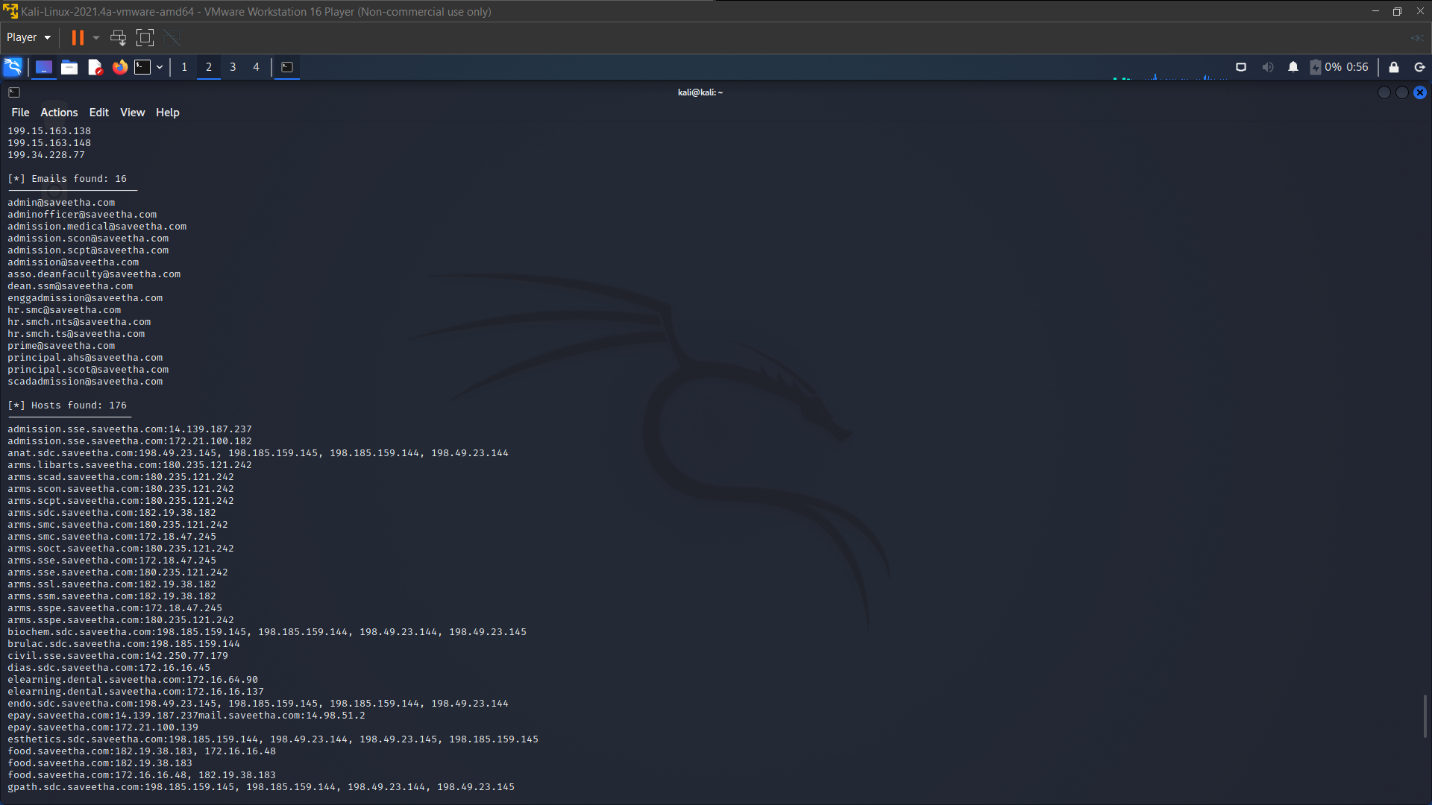 Kali-Linux-2021.4a-vmware-amd64 - VMware Workstation 16 Player (Non-commercial use only)
Player
1 2 3 4
0% 0:56
kali@kali: ~
File Actions Edit View Help
199.15.163.138
199.15.163.148
199.34.228.77
[*] Emails found: 16
admin@saveetha.com
adminofficer@saveetha.com
admission.medical@saveetha.com
admission.scon@saveetha.com
admission.scpt@saveetha.com
admission@saveetha.com
asso.deanfaculty@saveetha.com
dean.ssm@saveetha.com
enggadmission@saveetha.com
hr.smc@saveetha.com
hr.smch.nts@saveetha.com
hr.smch.ts@saveetha.com
prime@saveetha.com
principal.ahs@saveetha.com
principal.scot@saveetha.com
scadadmission@saveetha.com
[*] Hosts found: 176
admission.sse.saveetha.com:14.139.187.237
admission.sse.saveetha.com:172.21.100.182
anat.sdc.saveetha.com:198.49.23.145, 198.185.159.145, 198.185.159.144, 198.49.23.144
arms.libarts.saveetha.com:180.235.121.242
arms.scad.saveetha.com:180.235.121.242
arms.scon.saveetha.com:180.235.121.242
arms.scpt.saveetha.com:180.235.121.242
arms.sdc.saveetha.com:182.19.38.182
arms.smc.saveetha.com:180.235.121.242
arms.smc.saveetha.com:172.18.47.245
arms.soct.saveetha.com:180.235.121.242
arms.sse.saveetha.com:172.18.47.245
arms.sse.saveetha.com:180.235.121.242
arms.ssl.saveetha.com:182.19.38.182
arms.ssm.saveetha.com:182.19.38.182
arms.sspe.saveetha.com:172.18.47.245
arms.sspe.saveetha.com:180.235.121.242
biochem.sdc.saveetha.com:198.185.159.145, 198.185.159.144, 198.49.23.144, 198.49.23.145
brulac.sdc.saveetha.com:198.185.159.144
civil.sse.saveetha.com:142.250.77.179
dias.sdc.saveetha.com:172.16.16.45
elearning.dental.saveetha.com:172.16.64.90
elearning.dental.saveetha.com:172.16.16.137
endo.sdc.saveetha.com:198.49.23.145, 198.185.159.145, 198.185.159.144, 198.49.23.144
epay.saveetha.com:14.139.187.237mail.saveetha.com:14.98.51.2
epay.saveetha.com:172.21.100.139
esthetics.sdc.saveetha.com:198.185.159.144, 198.49.23.144, 198.49.23.145, 198.185.159.145
food.saveetha.com:182.19.38.183, 172.16.16.48
food.saveetha.com:182.19.38.183
food.saveetha.com:172.16.16.48, 182.19.38.183
gpath.sdc.saveetha.com:198.185.159.145, 198.185.159.144, 198.49.23.144, 198.49.23.145